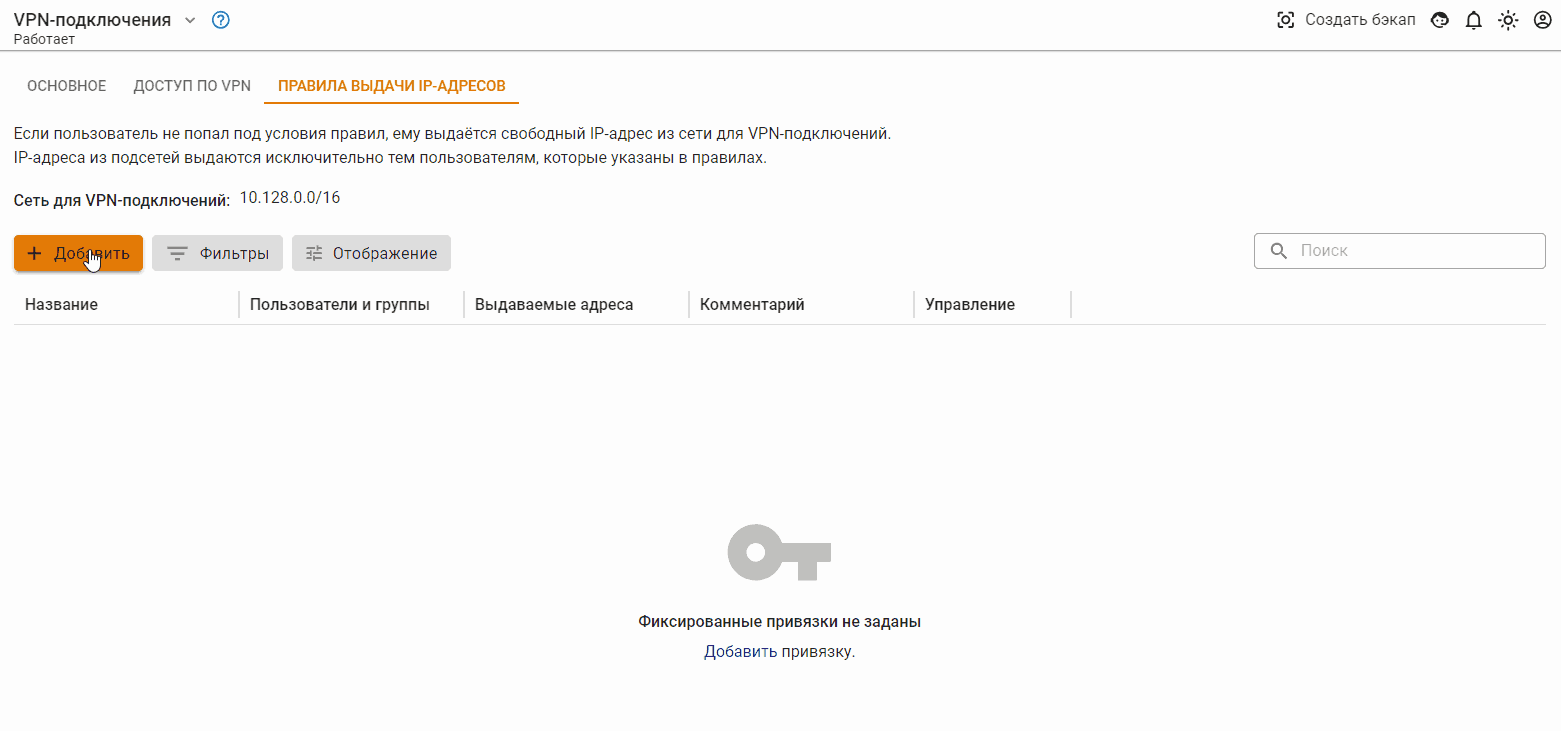 VPN-подключения
Работает
Создать бэкап
ОСНОВНОЕ ДОСТУП ПО VPN ПРАВИЛА ВЫДАЧИ IP-АДРЕСОВ
Если пользователь не попал под условия правил, ему выдаётся свободный IP-адрес из сети для VPN-подключений.
IP-адреса из подсетей выдаются исключительно тем пользователям, которые указаны в правилах.
Сеть для VPN-подключений: 10.128.0.0/16
Добавить Фильтры Отображение Поиск
Название Пользователи и группы Выдаваемые адреса Комментарий Управление
Фиксированные привязки не заданы
Добавить привязку.